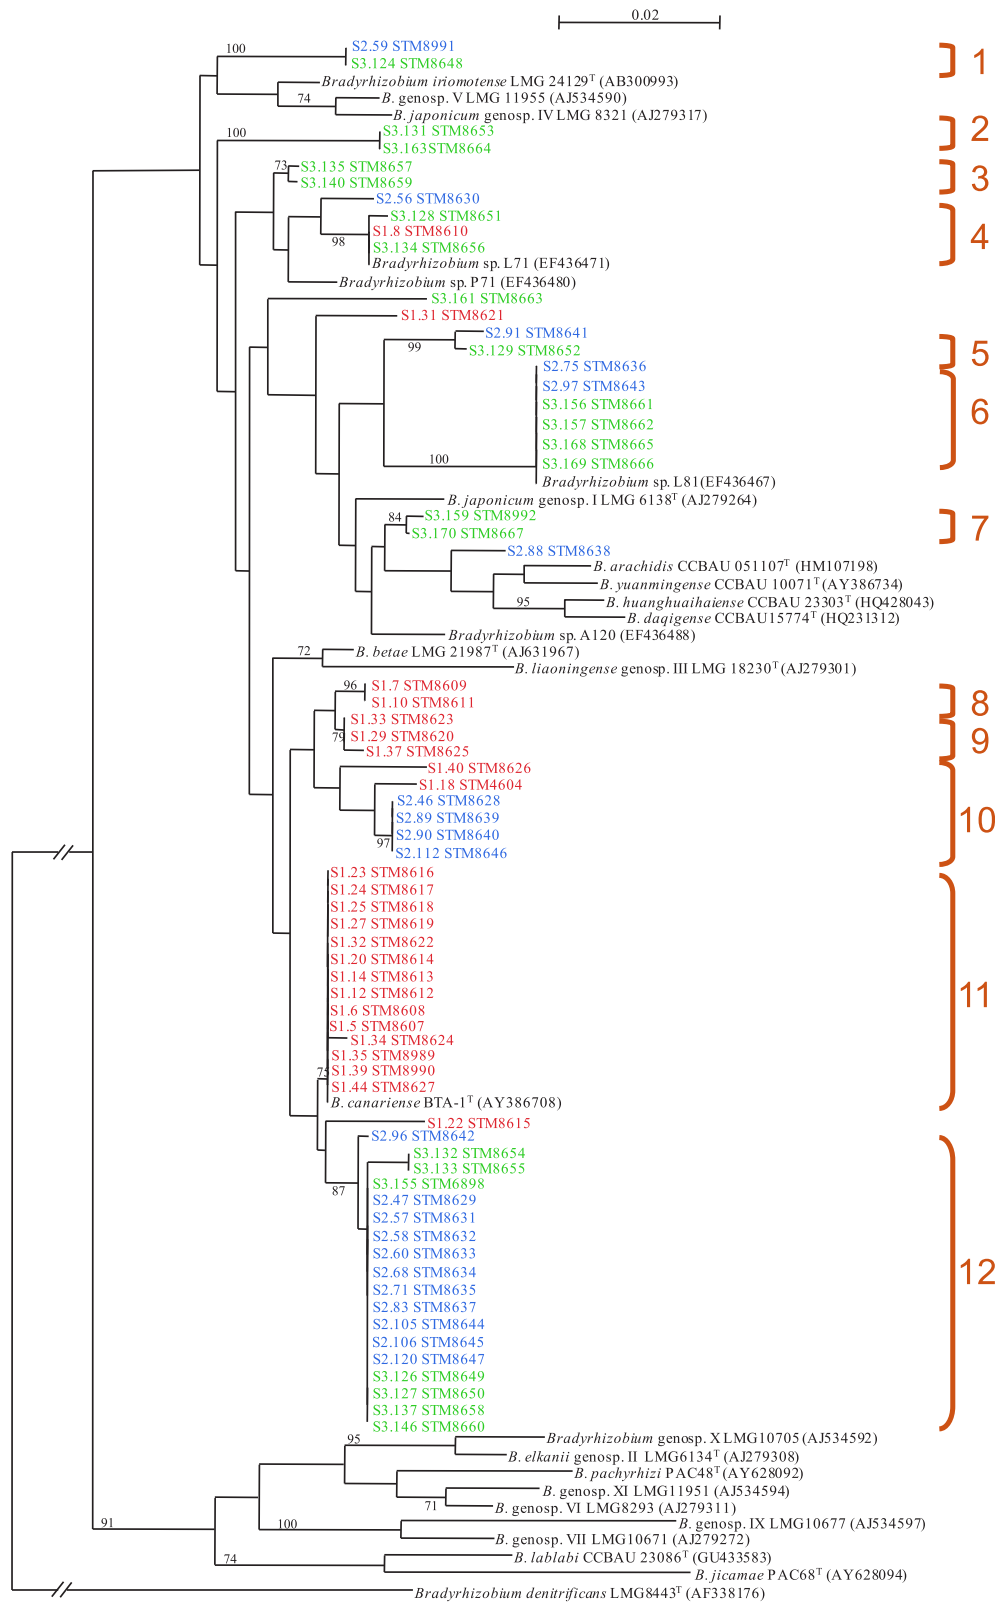 0.02
100
S2.59 STM8991
S3.124 STM8648
1
Bradyrhizobium iriomotense LMG 24129T (AB300993)
74
B. genosp. V LMG 11955 (AJ534590)
B. japonicum genosp. IV LMG 8321 (AJ279317)
100
S3.131 STM8653
S3.163STM8664
2
73
S3.135 STM8657
S3.140 STM8659
3
S2.56 STM8630
S3.128 STM8651
98
S1.8 STM8610
S3.134 STM8656
4
Bradyrhizobium sp. L71 (EF436471)
Bradyrhizobium sp. P71 (EF436480)
S3.161 STM8663
S1.31 STM8621
99
S2.91 STM8641
S3.129 STM8652
5
S2.75 STM8636
S2.97 STM8643
S3.156 STM8661
6
S3.157 STM8662
S3.168 STM8665
100
S3.169 STM8666
Bradyrhizobium sp. L81(EF436467)
B. japonicum genosp. I LMG 6138T (AJ279264)
84
S3.159 STM8992
S3.170 STM8667
7
S2.88 STM8638
B. arachidis CCBAU 051107T (HM107198)
B. yuanmingense CCBAU 10071T (AY386734)
95
B. huanghuaihaiense CCBAU 23303T (HQ428043)
B. daqigense CCBAU15774T (HQ231312)
Bradyrhizobium sp. A120 (EF436488)
72
B. betae LMG 21987T (AJ631967)
B. liaoningense genosp. III LMG 18230T (AJ279301)
96
S1.7 STM8609
S1.10 STM8611
8
S1.33 STM8623
79
S1.29 STM8620
9
S1.37 STM8625
S1.40 STM8626
S1.18 STM4604
S2.46 STM8628
S2.89 STM8639
10
S2.90 STM8640
97
S2.112 STM8646
S1.23 STM8616
S1.24 STM8617
S1.25 STM8618
S1.27 STM8619
S1.32 STM8622
S1.20 STM8614
S1.14 STM8613
S1.12 STM8612
11
S1.6 STM8608
S1.5 STM8607
S1.34 STM8624
S1.35 STM8989
75
S1.39 STM8990
S1.44 STM8627
B. canariense BTA-1T (AY386708)
S1.22 STM8615
S2.96 STM8642
S3.132 STM8654
S3.133 STM8655
87
S3.155 STM6898
S2.47 STM8629
S2.57 STM8631
S2.58 STM8632
S2.60 STM8633
S2.68 STM8634
12
S2.71 STM8635
S2.83 STM8637
S2.105 STM8644
S2.106 STM8645
S2.120 STM8647
S3.126 STM8649
S3.127 STM8650
S3.137 STM8658
S3.146 STM8660
95
Bradyrhizobium genosp. X LMG10705 (AJ534592)
B. elkanii genosp. II LMG6134T (AJ279308)
B. pachyrhizi PAC48T (AY628092)
B. genosp. XI LMG11951 (AJ534594)
71
B. genosp. VI LMG8293 (AJ279311)
91
100
B. genosp. IX LMG10677 (AJ534597)
B. genosp. VII LMG10671 (AJ279272)
74
B. lablabi CCBAU 23086T (GU433583)
B. jicamae PAC68T (AY628094)
Bradyrhizobium denitrificans LMG8443T (AF338176)